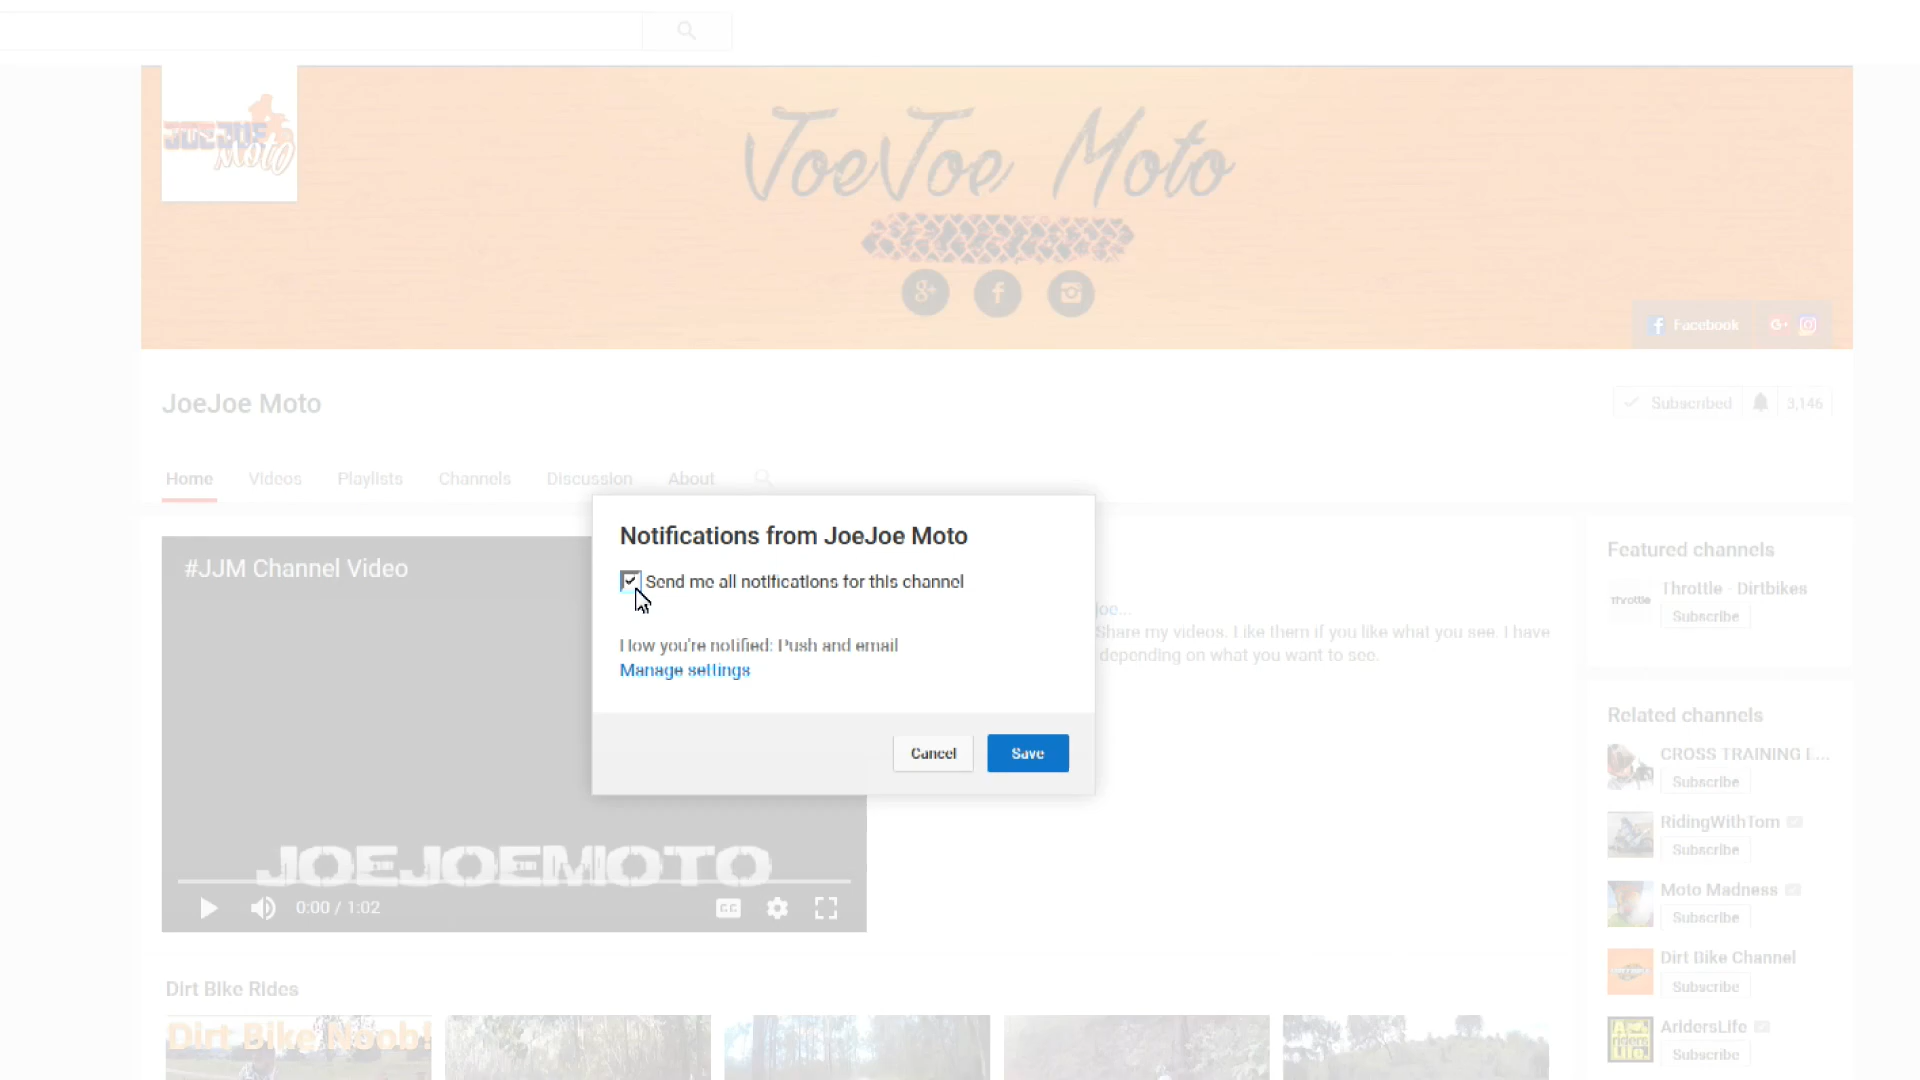 JOEJOE
Moto
JoeJoe Moto
8+
f
f Facebook
G+
JoeJoe Moto
Subscribed
3,146
Home
Videos
Playlists
Channels
Discussion
About
#JJM Channel Video
Notifications from JoeJoe Moto
Send me all notifications for this channel
How you're notified: Push and email
Manage settings
Cancel
Save
joe...
Share my videos. Like them if you like what you see. I have
depending on what you want to see.
Featured channels
Throttle
Throttle - Dirtbikes
Subscribe
Related channels
CROSS TRAINING E...
Subscribe
RidingWithTom
Subscribe
Moto Madness
Subscribe
Dirt Bike Channel
Subscribe
AridersLife
Subscribe
JOEJOEMOTO
0:00 / 1:02
CC
Dirt Bike Rides
Dirt Bike Noob!